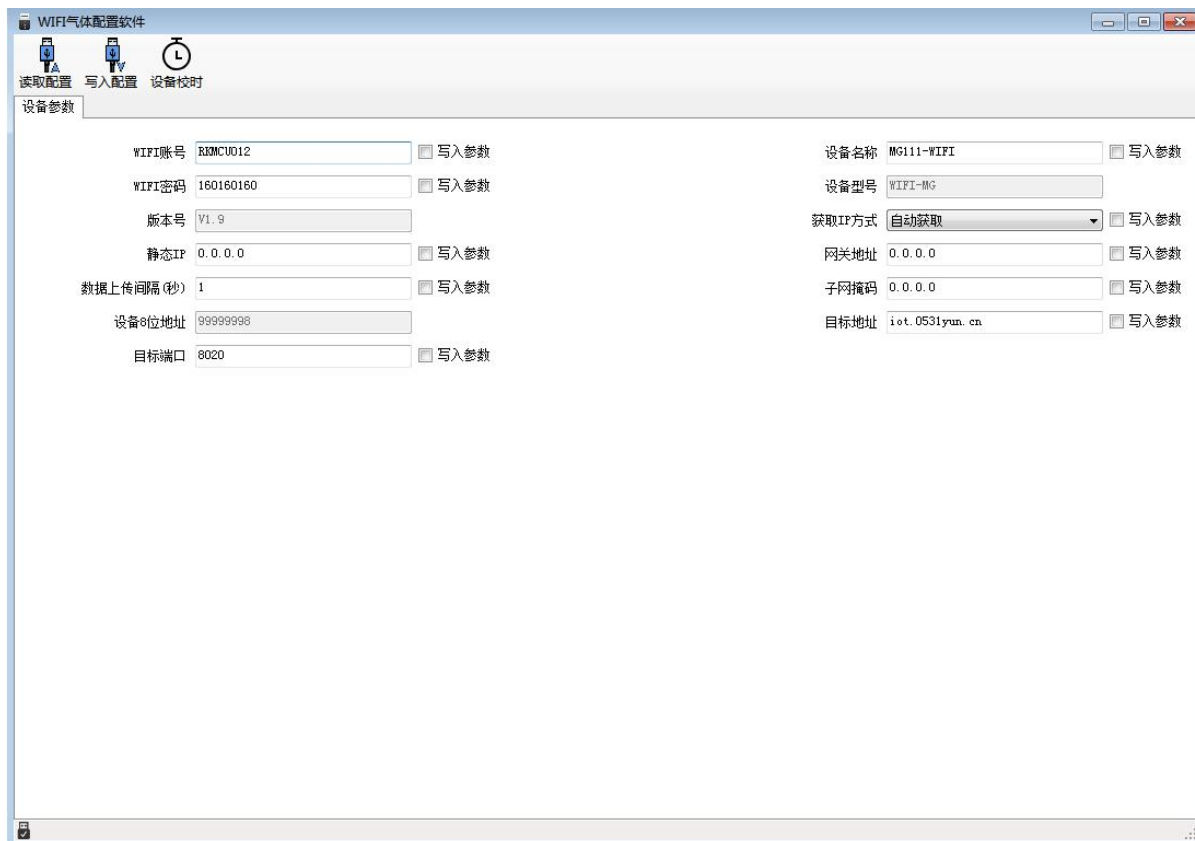 WIFI气体配置软件
读取配置 写入配置 设备校时
设备参数
WIFI账号 RKMCU012 写入参数 设备名称 MG111-WIFI 写入参数
WIFI密码 160160160 写入参数 设备型号 WIFI-MG
版本号 V1.9 获取IP方式 自动获取 写入参数
静态IP 0.0.0.0 写入参数 网关地址 0.0.0.0 写入参数
数据上传间隔(秒) 1 写入参数 子网掩码 0.0.0.0 写入参数
设备8位地址 99999998 目标地址 iot.0531yun.cn 写入参数
目标端口 8020 写入参数